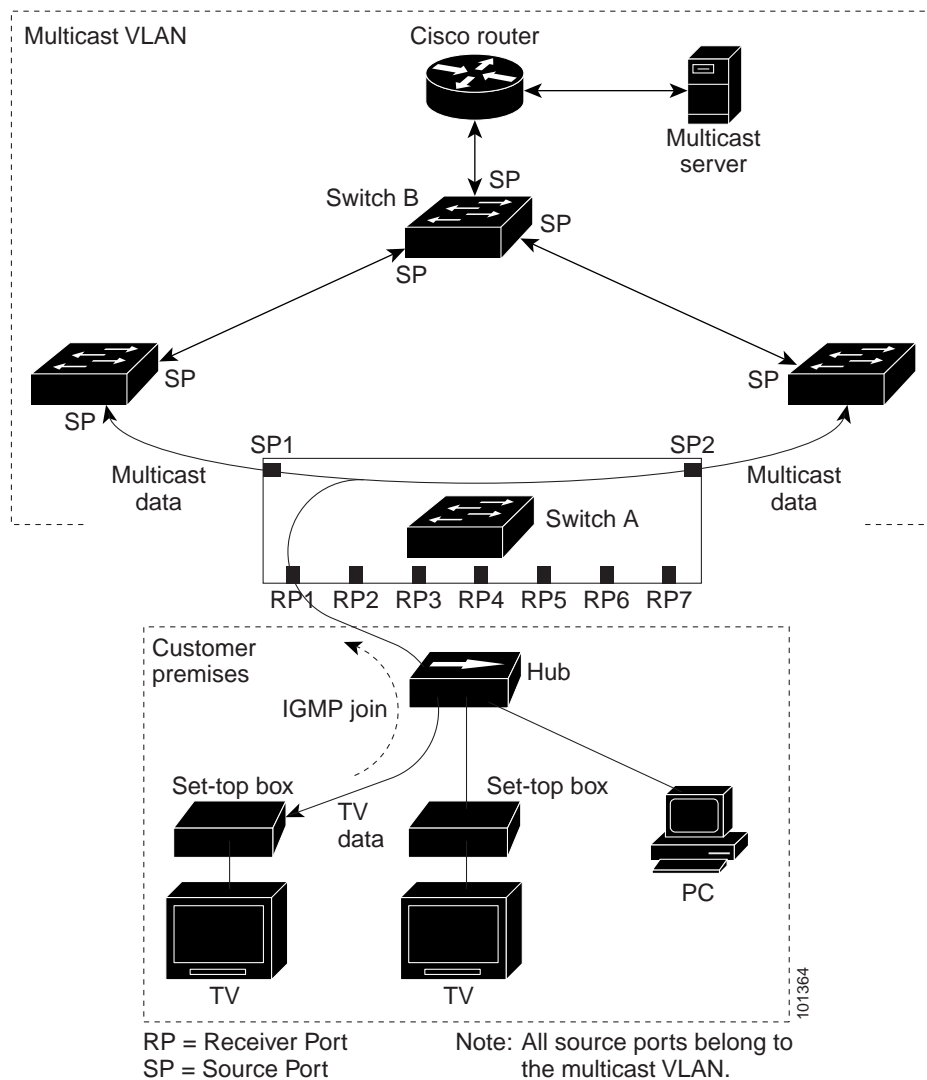 Multicast VLAN
Cisco router
Multicast
server
SP
Switch B
SP
SP
SP
SP
SP
SP1
SP2
Multicast
data
Multicast
data
Switch A
RP1 RP2 RP3 RP4 RP5 RP6 RP7
Customer
premises
Hub
IGMP join
Set-top box
Set-top box
TV
data
PC
TV
TV
101364
RP = Receiver Port
SP = Source Port
Note: All source ports belong to
the multicast VLAN.